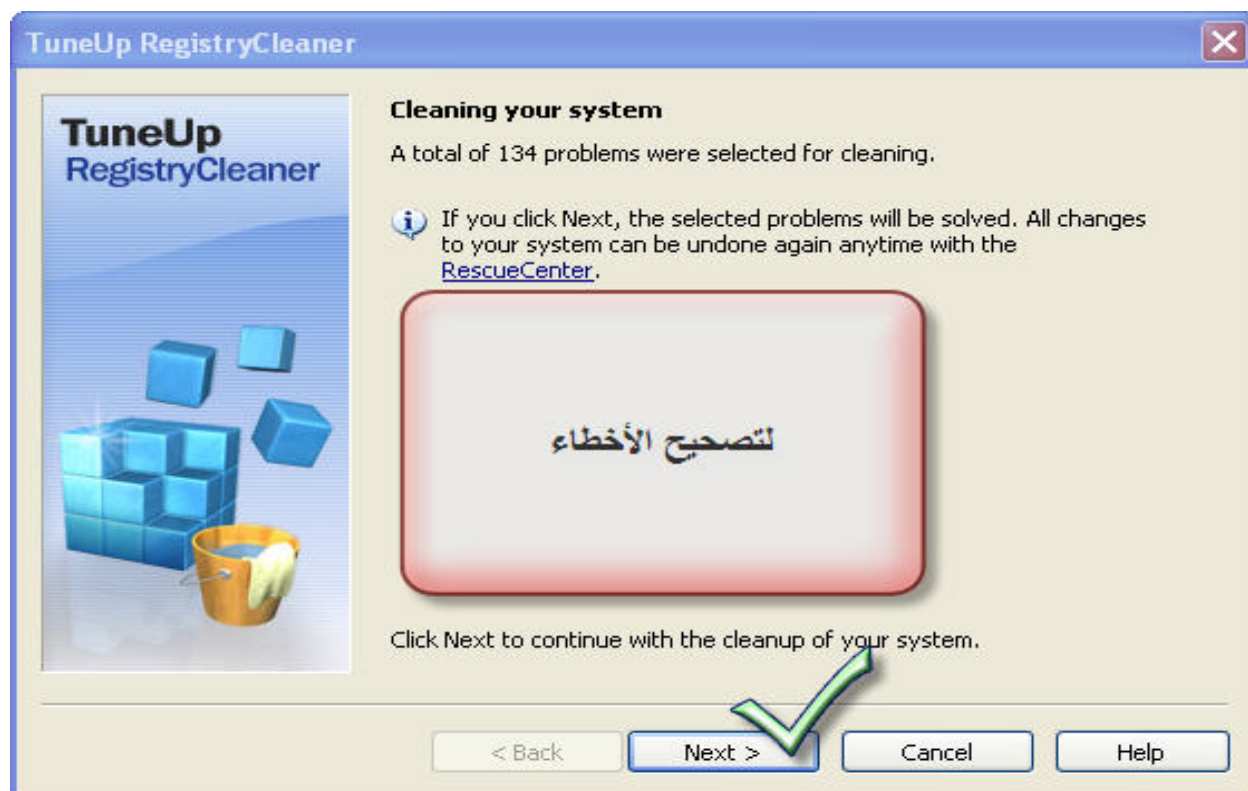 TuneUp RegistryCleaner
TuneUp
RegistryCleaner
Cleaning your system
A total of 134 problems were selected for cleaning.
If you click Next, the selected problems will be solved. All changes
to your system can be undone again anytime with the
RescueCenter.
لتصحيح الأخطاء
Click Next to continue with the cleanup of your system.
< Back
Next >
Cancel
Help